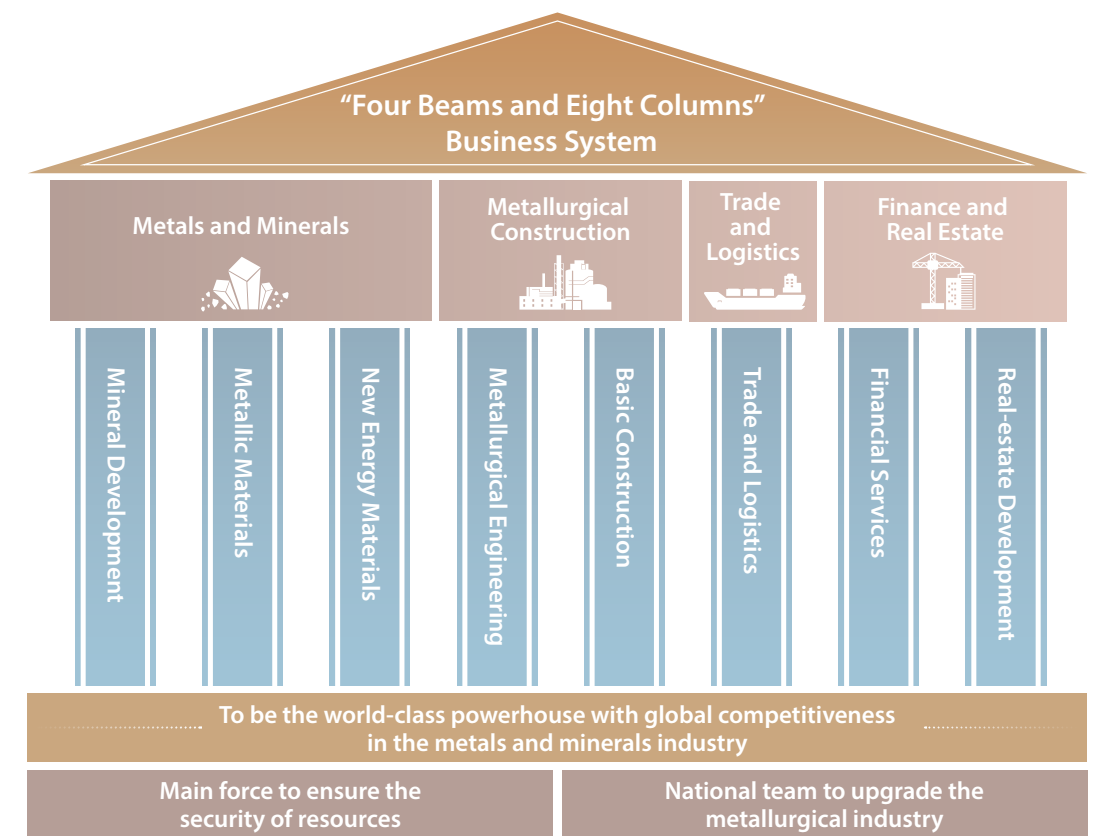 “Four Beams and Eight Columns”
Business System
Metals and Minerals
Metallurgical
Construction
Trade
and
Logistics
Finance and
Real Estate
Mineral Development
Metallic Materials
New Energy Materials
Metallurgical Engineering
Basic Construction
Trade and Logistics
Financial Services
Real-estate Development
To be the world-class powerhouse with global competitiveness
in the metals and minerals industry
Main force to ensure the
security of resources
National team to upgrade the
metallurgical industry